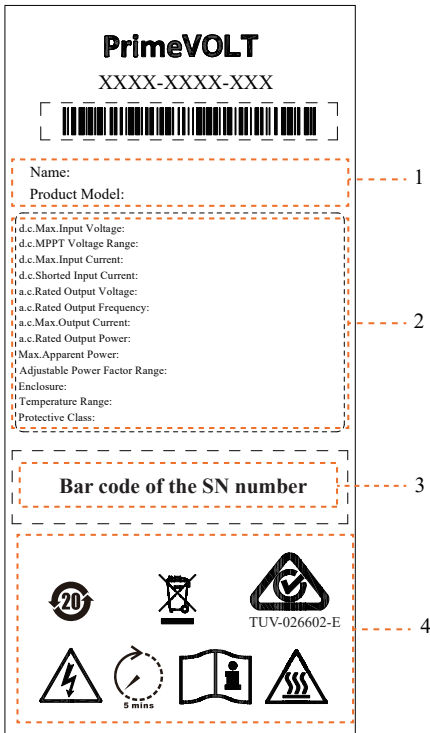 PrimeVOLT
XXXX-XXXX-XXX
Name:
Product Model:
1
d.c.Max.Input Voltage:
d.c.MPPT Voltage Range:
d.c.Max.Input Current:
d.c.Shorted Input Current:
a.c.Rated Output Voltage:
a.c.Rated Output Frequency:
a.c.Max.Output Current:
a.c.Rated Output Power:
Max.Apparent Power:
Adjustable Power Factor Range:
Enclosure:
Temperature Range:
Protective Class:
2
Bar code of the SN number
3
20
TUV-026602-E
4
5 mins